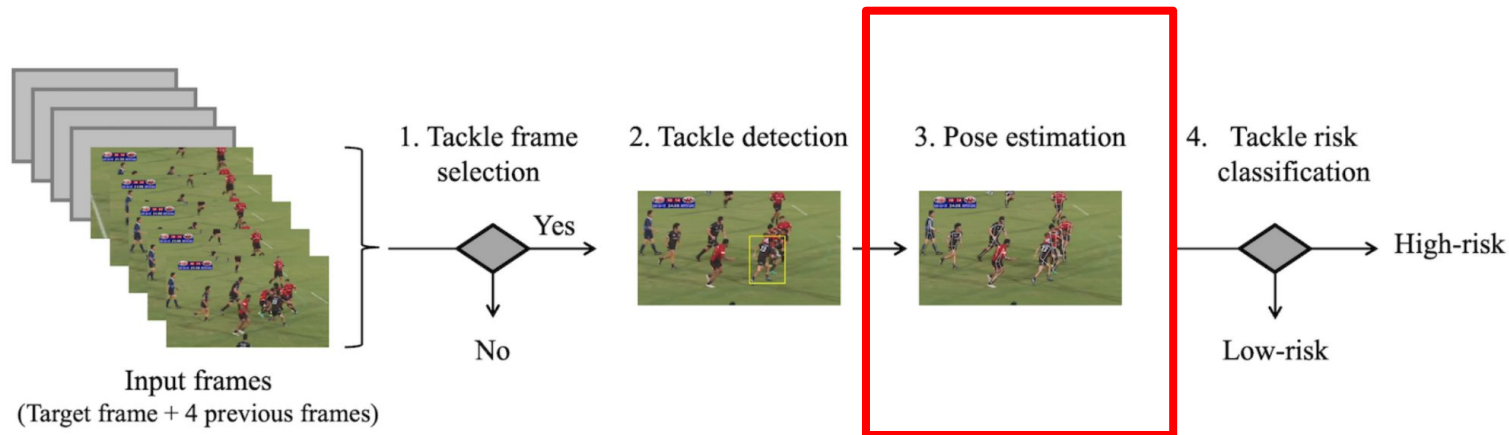 1. Tackle frame
selection
2. Tackle detection
3. Pose estimation
4. Tackle risk
classification
Yes
No
High-risk
Low-risk
Input frames
(Target frame + 4 previous frames)